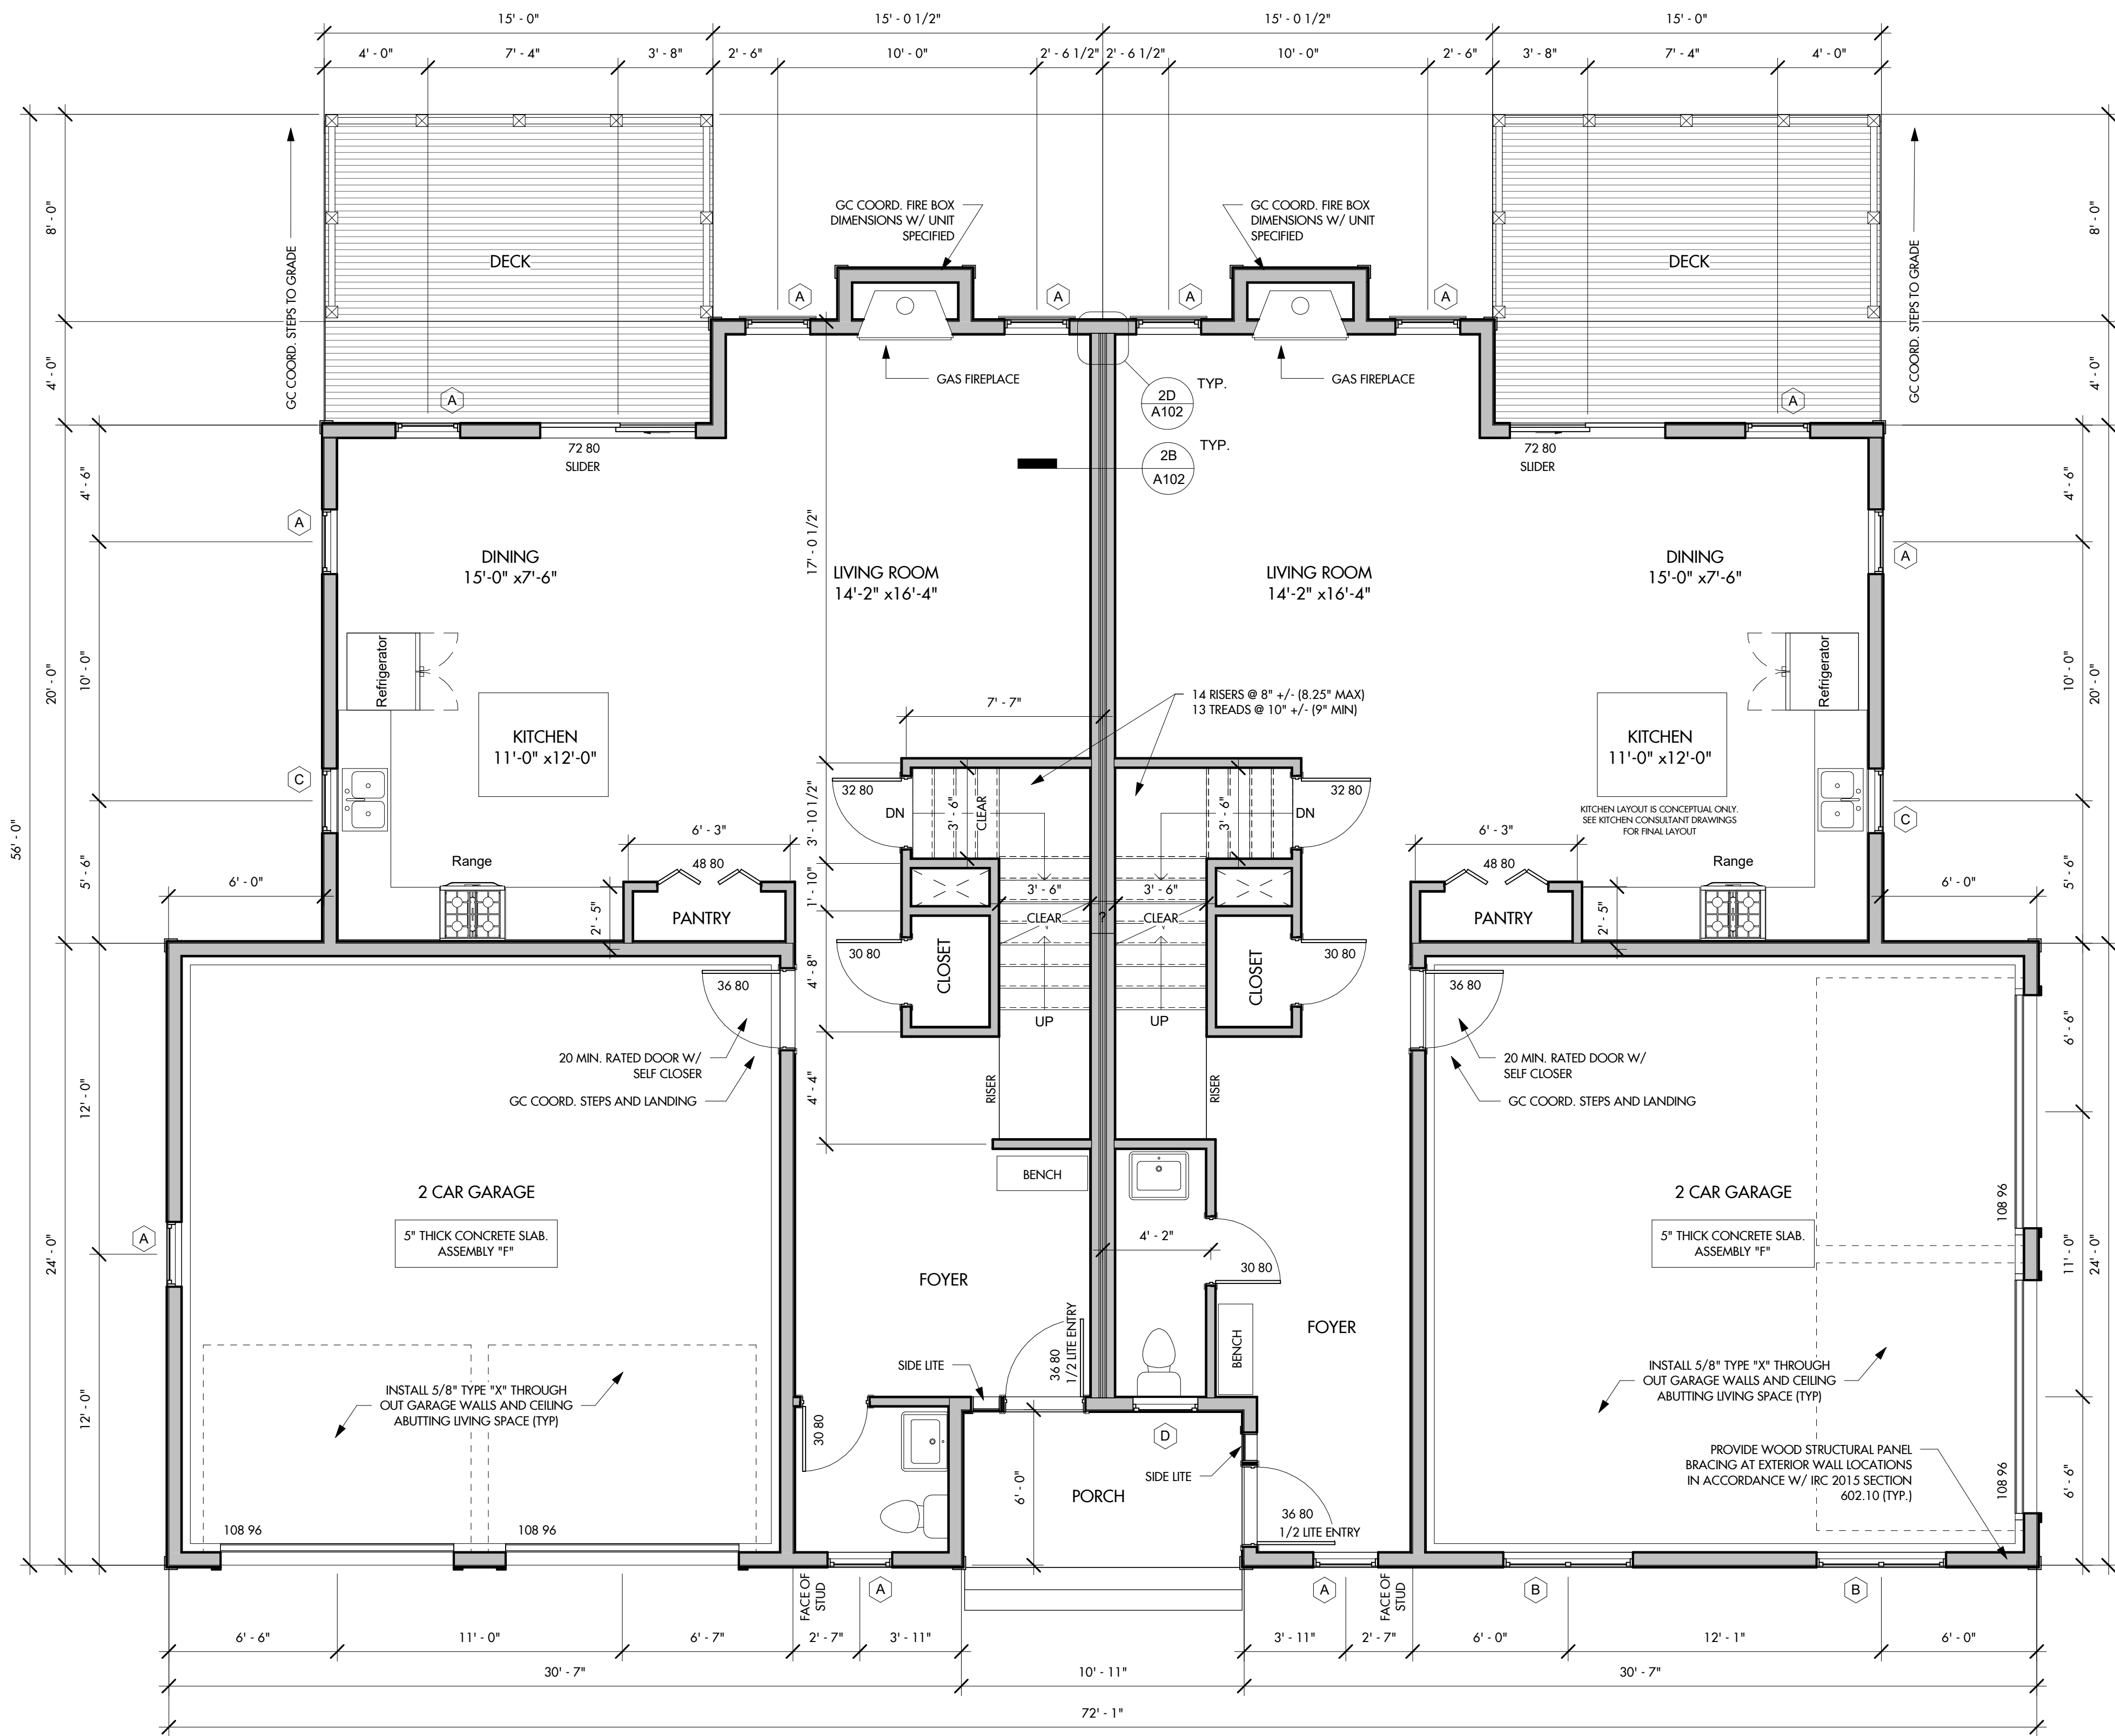 15' - 0"
15' - 0 1/2"
15' - 0 1/2"
15' - 0"
4' - 0"
7' - 4"
3' - 8"
2' - 6"
10' - 0"
2' - 6 1/2"
2' - 6 1/2"
10' - 0"
2' - 6"
3' - 8"
7' - 4"
4' - 0"
56' - 0"
8' - 0"
4' - 0"
20' - 0"
24' - 0"
4' - 6"
10' - 0"
5' - 6"
12' - 0"
12' - 0"
GC COORD. STEPS TO GRADE
DECK
GC COORD. FIRE BOX
DIMENSIONS W/ UNIT
SPECIFIED
GC COORD. FIRE BOX
DIMENSIONS W/ UNIT
SPECIFIED
DECK
GC COORD. STEPS TO GRADE
8' - 0"
4' - 0"
A
A
A
A
GAS FIREPLACE
GAS FIREPLACE
2D
A102
TYP.
2B
A102
TYP.
A
A
72 80
SLIDER
72 80
SLIDER
A
A
4' - 6"
10' - 0"
20' - 0"
5' - 6"
DINING
15'-0" x7'-6"
17' - 0 1/2"
LIVING ROOM
14'-2" x16'-4"
LIVING ROOM
14'-2" x16'-4"
DINING
15'-0" x7'-6"
Refrigerator
Refrigerator
14 RISERS @ 8" +/- (8.25" MAX)
13 TREADS @ 10" +/- (9" MIN)
7' - 7"
KITCHEN
11'-0" x12'-0"
KITCHEN
11'-0" x12'-0"
KITCHEN LAYOUT IS CONCEPTUAL ONLY.
SEE KITCHEN CONSULTANT DRAWINGS
FOR FINAL LAYOUT
C
C
32 80
DN
3' - 6"
CLEAR
3' - 6"
DN
32 80
3' - 10 1/2"
1' - 10"
4' - 8"
4' - 4"
6' - 0"
Range
6' - 3"
48 80
PANTRY
2' - 5"
3' - 6"
CLEAR
?
3' - 6"
CLEAR
6' - 3"
48 80
PANTRY
2' - 5"
Range
6' - 0"
30 80
CLOSET
UP
UP
CLOSET
30 80
36 80
36 80
20 MIN. RATED DOOR W/
SELF CLOSER
GC COORD. STEPS AND LANDING
RISER
RISER
20 MIN. RATED DOOR W/
SELF CLOSER
GC COORD. STEPS AND LANDING
6' - 6"
11' - 0"
24' - 0"
6' - 6"
BENCH
2 CAR GARAGE
5" THICK CONCRETE SLAB.
ASSEMBLY "F"
2 CAR GARAGE
5" THICK CONCRETE SLAB.
ASSEMBLY "F"
108 96
A
4' - 2"
30 80
FOYER
FOYER
BENCH
SIDE LITE
36 80
1/2 LITE ENTRY
INSTALL 5/8" TYPE "X" THROUGH
OUT GARAGE WALLS AND CEILING
ABUTTING LIVING SPACE (TYP)
INSTALL 5/8" TYPE "X" THROUGH
OUT GARAGE WALLS AND CEILING
ABUTTING LIVING SPACE (TYP)
30 80
D
SIDE LITE
6' - 0"
PORCH
36 80
1/2 LITE ENTRY
PROVIDE WOOD STRUCTURAL PANEL
BRACING AT EXTERIOR WALL LOCATIONS
IN ACCORDANCE W/ IRC 2015 SECTION
602.10 (TYP.)
108 96
108 96
108 96
FACE OF
STUD
A
A
FACE OF
STUD
B
B
6' - 6"
11' - 0"
6' - 7"
2' - 7"
3' - 11"
3' - 11"
2' - 7"
6' - 0"
12' - 1"
6' - 0"
30' - 7"
10' - 11"
30' - 7"
72' - 1"